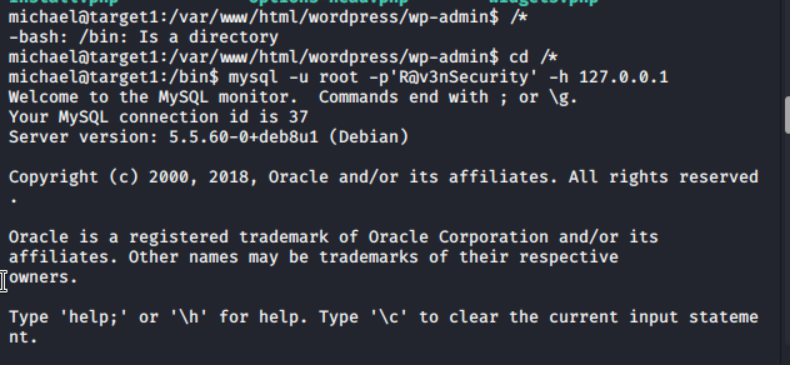 michael@target1:/var/www/html/wordpress/wp-admin$ /*
-bash: /bin: Is a directory
michael@target1:/var/www/html/wordpress/wp-admin$ cd /*
michael@target1:/bin$ mysql -u root -p'R@v3nSecurity' -h 127.0.0.1
Welcome to the MySQL monitor.  Commands end with ; or \g.
Your MySQL connection id is 37
Server version: 5.5.60-0+deb8u1 (Debian)
Copyright (c) 2000, 2018, Oracle and/or its affiliates. All rights reserved
.
Oracle is a registered trademark of Oracle Corporation and/or its
affiliates. Other names may be trademarks of their respective
owners.
Type 'help;' or '\h' for help. Type '\c' to clear the current input stateme
nt.